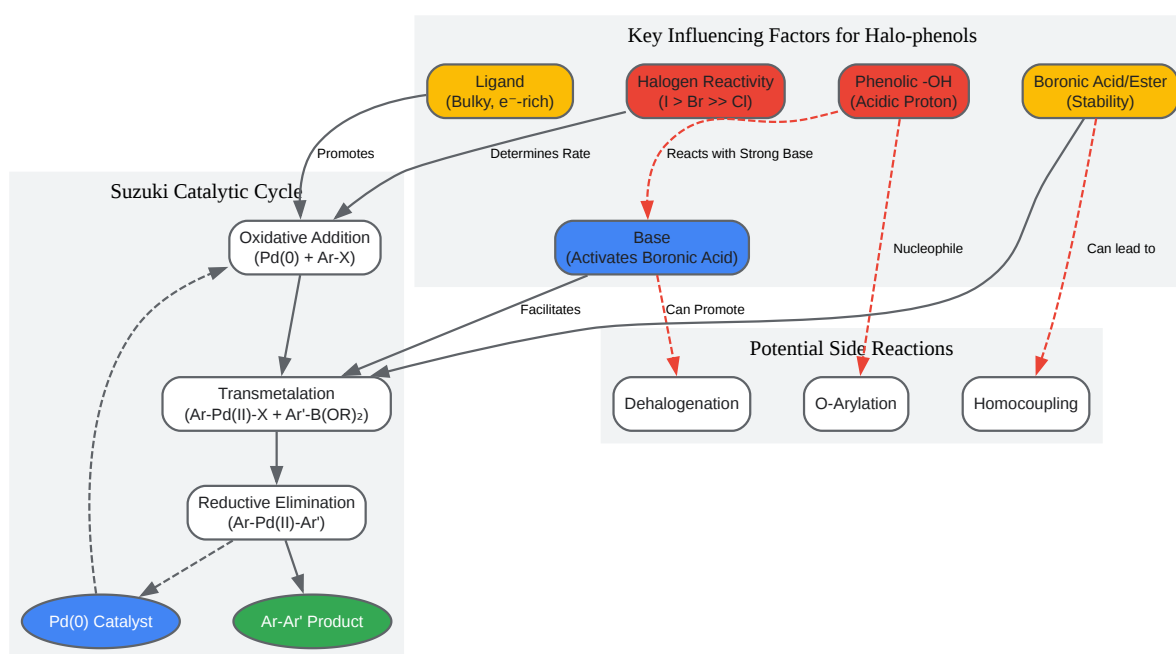 Key Influencing Factors for Halo-phenols
Ligand
(Bulky, e⁻-rich)
Halogen Reactivity
(I > Br >> Cl)
Phenolic -OH
(Acidic Proton)
Boronic Acid/Ester
(Stability)
Promotes
Determines Rate
Reacts with Strong Base
Suzuki Catalytic Cycle
Oxidative Addition
(Pd(0) + Ar-X)
Base
(Activates Boronic Acid)
Nucleophile
Can lead to
Facilitates
Can Promote
Potential Side Reactions
Transmetalation
(Ar-Pd(II)-X + Ar'-B(OR)₂)
Dehalogenation
O-Arylation
Homocoupling
Reductive Elimination
(Ar-Pd(II)-Ar')
Pd(0) Catalyst
Ar-Ar' Product